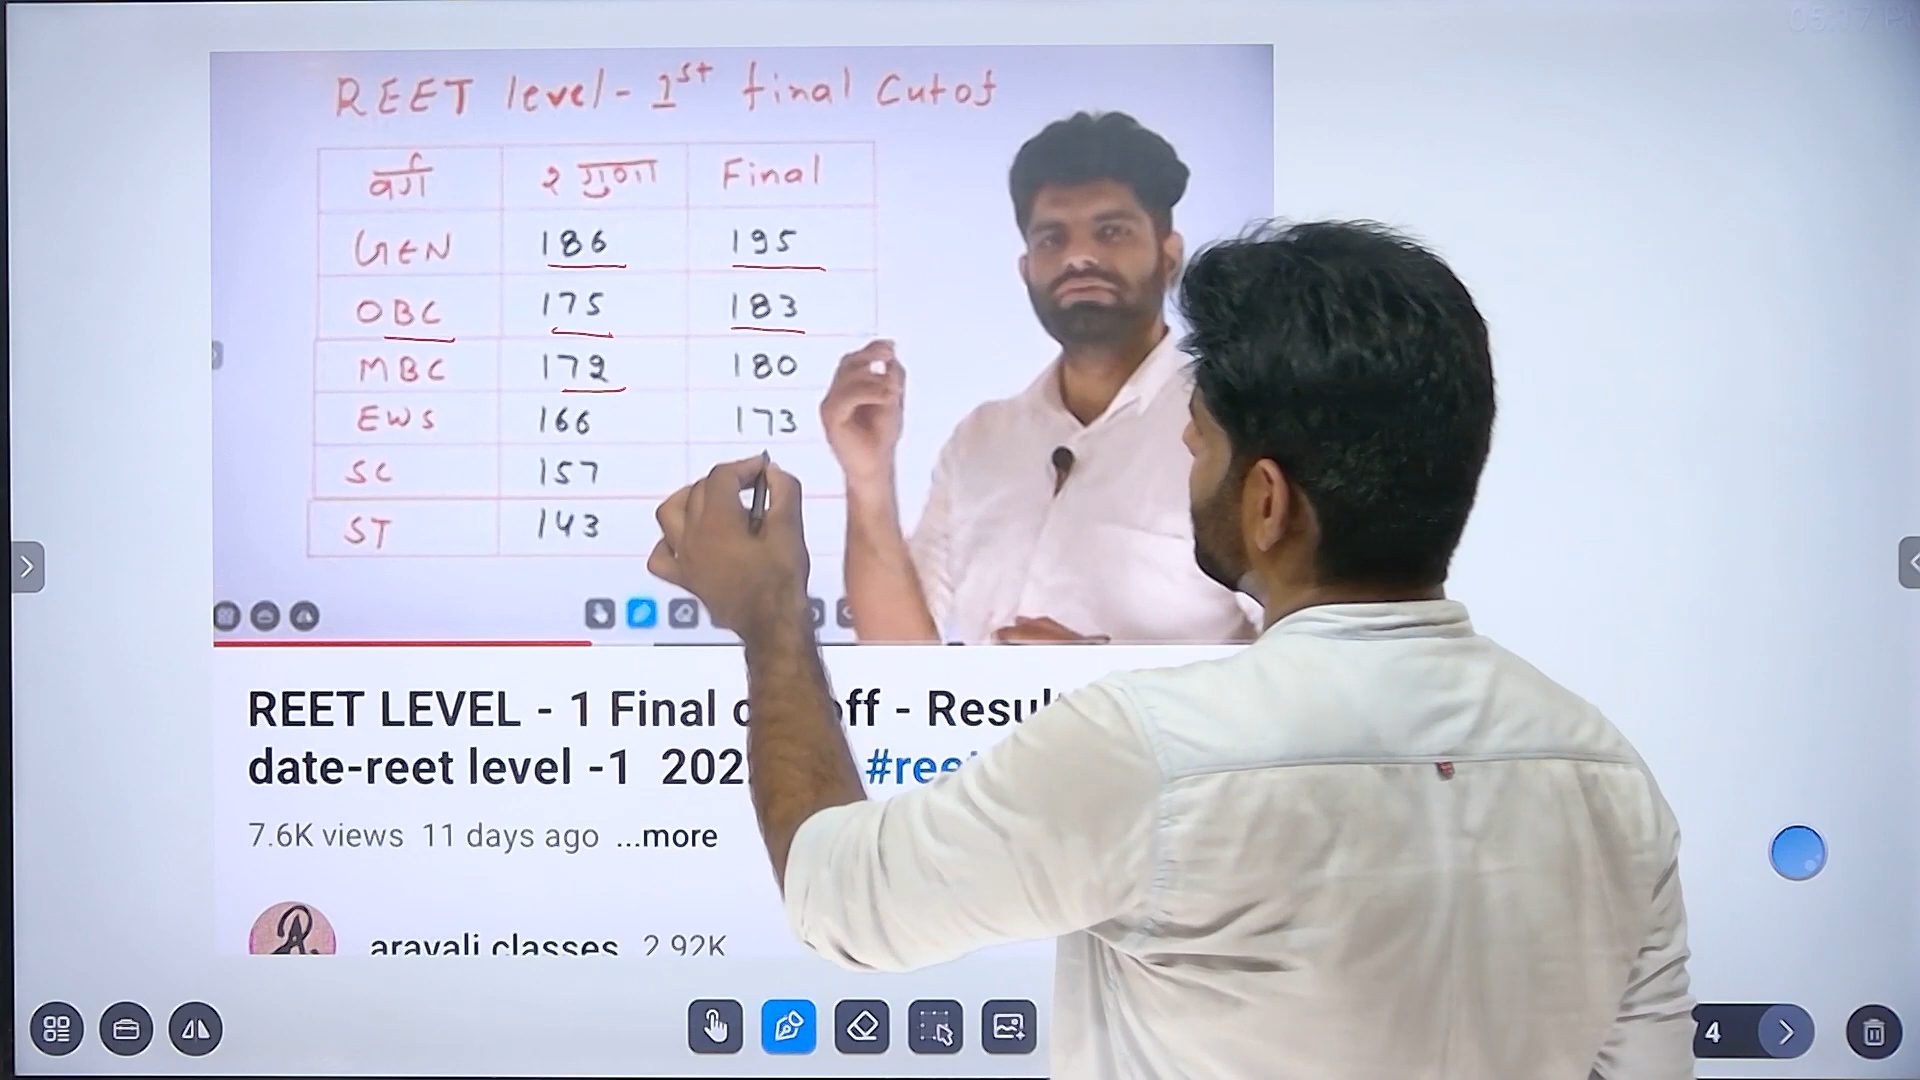 REET level - 1st final Cutof
वर्ग २ गुणा Final
GEN 186 195
OBC 175 183
MBC 172 180
EWS 166 173
SC 157
ST 143
REET LEVEL - 1 Final off - Resul
date-reet level -1 202 #ree
7.6K views 11 days ago ...more
aravali classes 2.92K
4